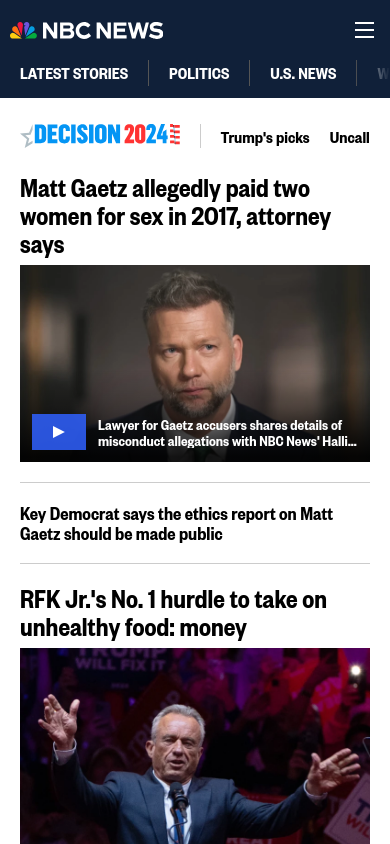 NBC NEWS
LATEST STORIES
POLITICS
U.S. NEWS
W
DECISION 2024
Trump's picks
Uncall
Matt Gaetz allegedly paid two
women for sex in 2017, attorney
says
Lawyer for Gaetz accusers shares details of
misconduct allegations with NBC News' Halli...
Key Democrat says the ethics report on Matt
Gaetz should be made public
RFK Jr.'s No. 1 hurdle to take on
unhealthy food: money
TRUMP
WILL FIX IT